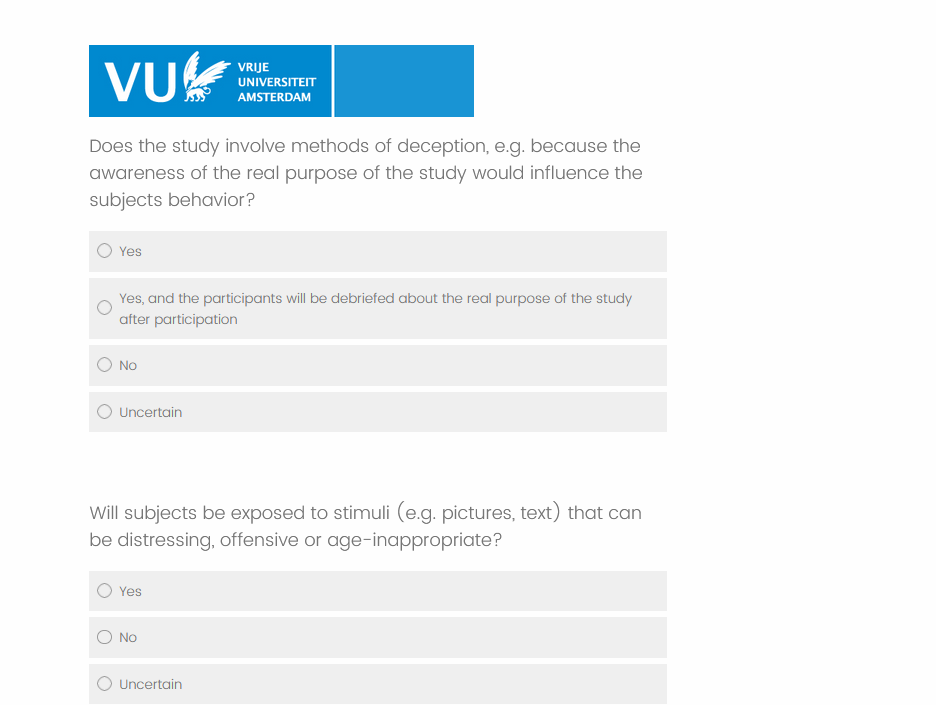 VU
VRIJE
UNIVERSITEIT
AMSTERDAM
Does the study involve methods of deception, e.g. because the
awareness of the real purpose of the study would influence the
subjects behavior?
Yes
Yes, and the participants will be debriefed about the real purpose of the study
after participation
No
Uncertain
Will subjects be exposed to stimuli (e.g. pictures, text) that can
be distressing, offensive or age-inappropriate?
Yes
No
Uncertain